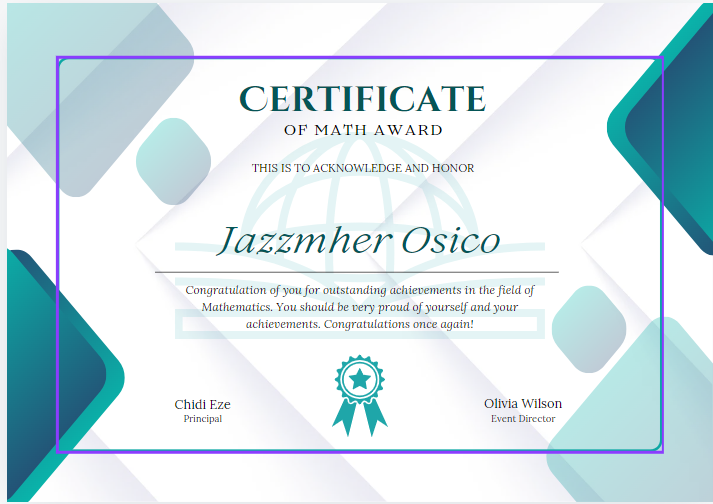 CERTIFICATE
OF MATH AWARD
THIS IS TO ACKNOWLEDGE AND HONOR
Jazzmher Osico
Congratulation of you for outstanding achievements in the field of
Mathematics. You should be very proud of yourself and your
achievements. Congratulations once again!
Chidi Eze
Principal
Olivia Wilson
Event Director